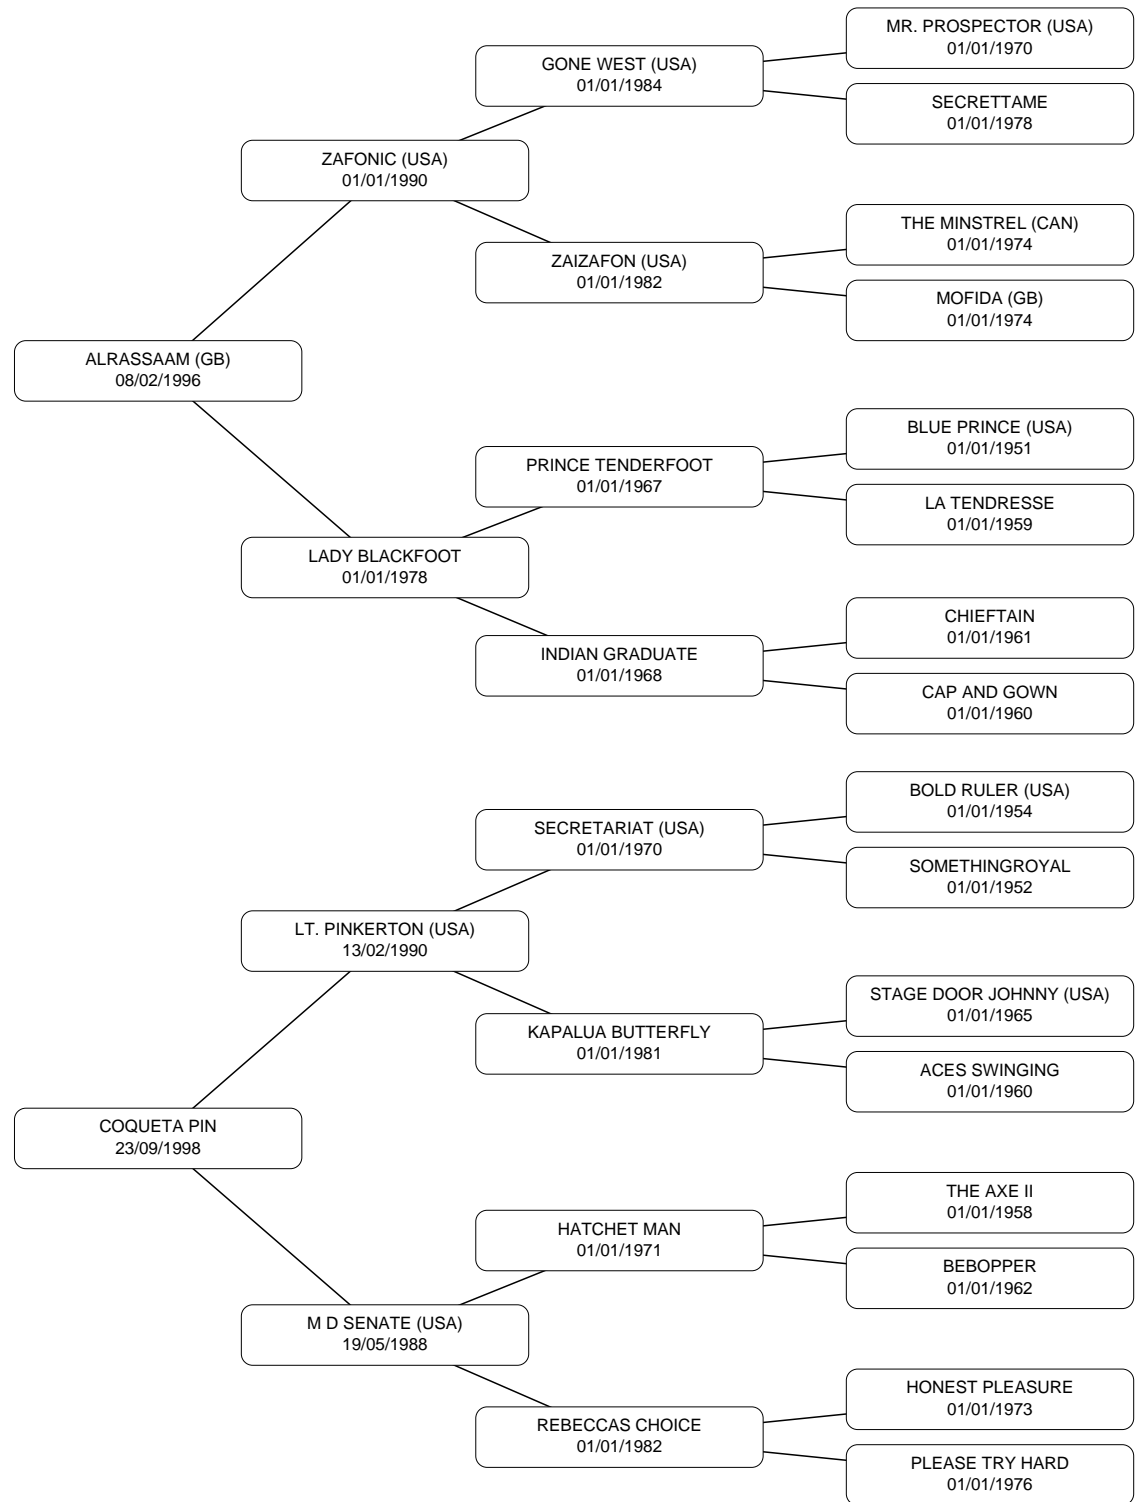 MR. PROSPECTOR (USA)
01/01/1970
GONE WEST (USA)
01/01/1984
SECRETTAME
01/01/1978
ZAFONIC (USA)
01/01/1990
THE MINSTREL (CAN)
01/01/1974
ZAIZAFON (USA)
01/01/1982
MOFIDA (GB)
01/01/1974
ALRASSAAM (GB)
08/02/1996
BLUE PRINCE (USA)
01/01/1951
PRINCE TENDERFOOT
01/01/1967
LA TENDRESSE
01/01/1959
LADY BLACKFOOT
01/01/1978
CHIEFTAIN
01/01/1961
INDIAN GRADUATE
01/01/1968
CAP AND GOWN
01/01/1960
BOLD RULER (USA)
01/01/1954
SECRETARIAT (USA)
01/01/1970
SOMETHINGROYAL
01/01/1952
LT. PINKERTON (USA)
13/02/1990
STAGE DOOR JOHNNY (USA)
01/01/1965
KAPALUA BUTTERFLY
01/01/1981
ACES SWINGING
01/01/1960
COQUETA PIN
23/09/1998
THE AXE II
01/01/1958
HATCHET MAN
01/01/1971
BEBOPPER
01/01/1962
M D SENATE (USA)
19/05/1988
HONEST PLEASURE
01/01/1973
REBECCAS CHOICE
01/01/1982
PLEASE TRY HARD
01/01/1976